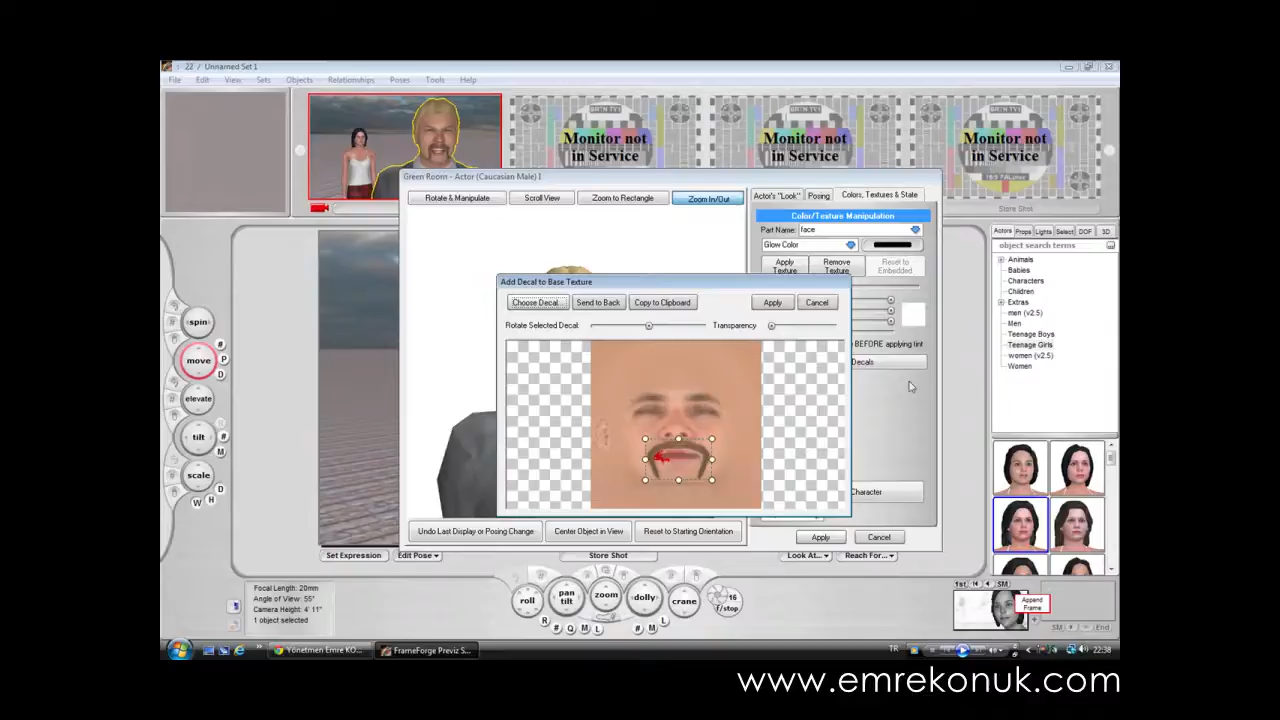 : 22 / Unnamed Set 1
File Edit View Sets Objects Relationships Poses Tools Help
Monitor not in Service
Monitor not in Service
Monitor not in Service
Store Shot
Green Room - Actor (Caucasian Male) 1
Rotate & Manipulate Scroll View Zoom to Rectangle Zoom In/Out
Actor's "Look" Posing Colors, Textures & State
Color/Texture Manipulation
Part Name: face
Glow Color
Apply Texture Remove Texture Reset to Embedded
BEFORE applying tint
Decals
Character
Add Decal to Base Texture
Choose Decal... Send to Back Copy to Clipboard Apply Cancel
Rotate Selected Decal: Transparency
Undo Last Display or Posing Change Center Object in View Reset to Starting Orientation
Apply Cancel
Set Expression Edit Pose Store Shot Look At... Reach For...
spin
move
elevate
tilt
scale
# P D
# M
D H W
Actors Props Lights Select DOF 3D
object search terms
Animals
Babies
Characters
Children
Extras
men (v2.5)
Men
Teenage Boys
Teenage Girls
women (v2.5)
Women
Focal Length: 20mm
Angle of View: 55°
Camera Height: 4' 11"
1 object selected
roll pan tilt zoom dolly crane 16 f/stop
R # Q M L # M L
1st SM
Append Frame
SM End
Yönetmen Emre KO... FrameForge Previz S...
TR 22:38
www.emrekonuk.com